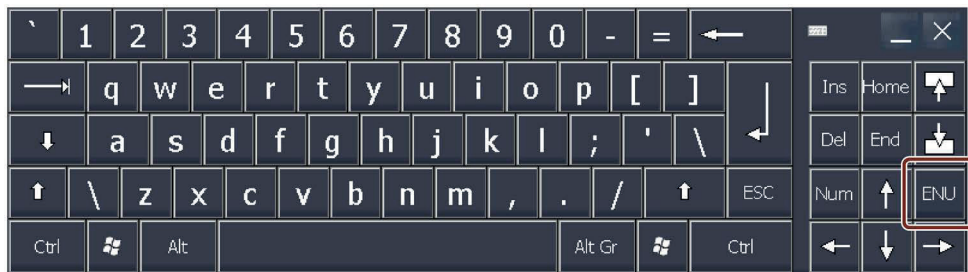 ` 1 2 3 4 5 6 7 8 9 0 - =
q w e r t y u i o p [ ] Ins Home
a s d f g h j k l ; ' \ Del End
\ z x c v b n m , . / ESC Num ENU
Ctrl Alt Alt Gr Ctrl